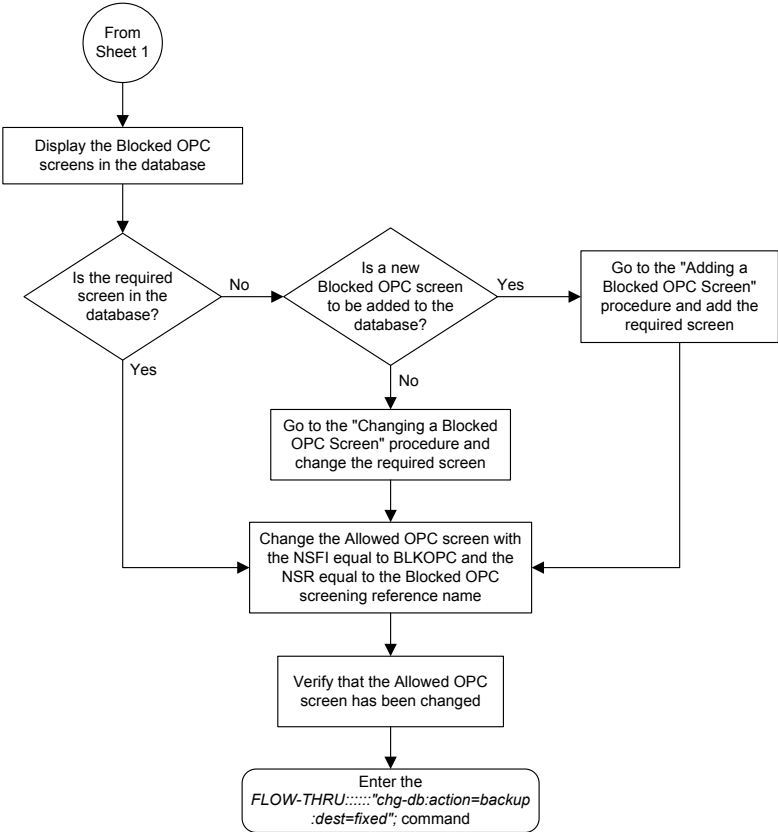 From
Sheet 1
Display the Blocked OPC
screens in the database
Is the required
screen in the
database?
No
Yes
Is a new
Blocked OPC screen
to be added to the
database?
Yes
No
Go to the "Adding a
Blocked OPC Screen"
procedure and add the
required screen
Go to the "Changing a Blocked
OPC Screen" procedure and
change the required screen
Change the Allowed OPC screen with
the NSFI equal to BLKOPC and the
NSR equal to the Blocked OPC
screening reference name
Verify that the Allowed OPC
screen has been changed
Enter the
FLOW-THRU::::::"chg-db:action=backup
:dest=fixed"; command